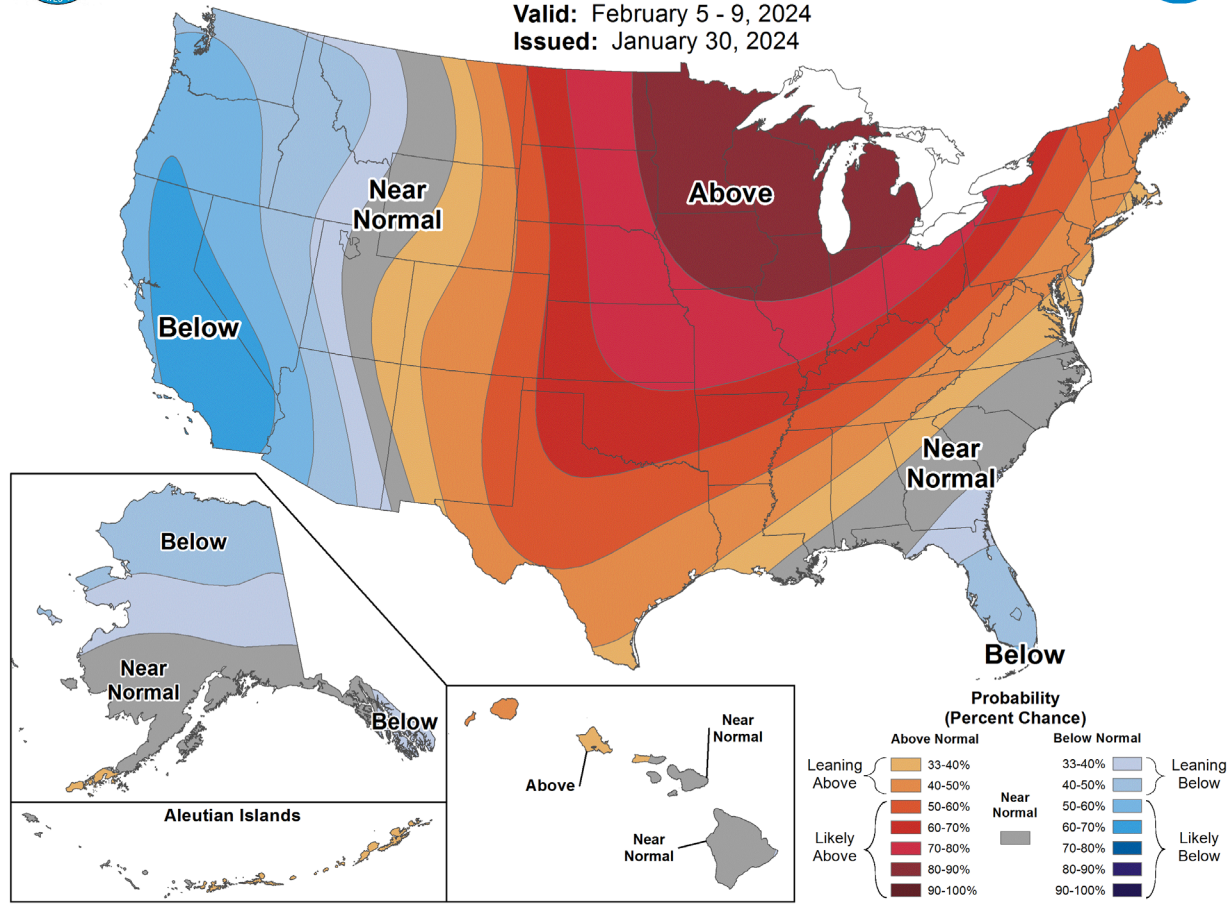 Valid: February 5 - 9, 2024
Issued: January 30, 2024
Near
Normal
Above
Below
Near
Normal
Below
Below
Near
Normal
Below
Aleutian Islands
Above
Near
Normal
Near
Normal
Probability
(Percent Chance)
Above Normal
Below Normal
Leaning
Above
33-40%
40-50%
Likely
Above
50-60%
60-70%
70-80%
80-90%
90-100%
Near
Normal
33-40%
40-50%
Leaning
Below
50-60%
60-70%
70-80%
80-90%
90-100%
Likely
Below